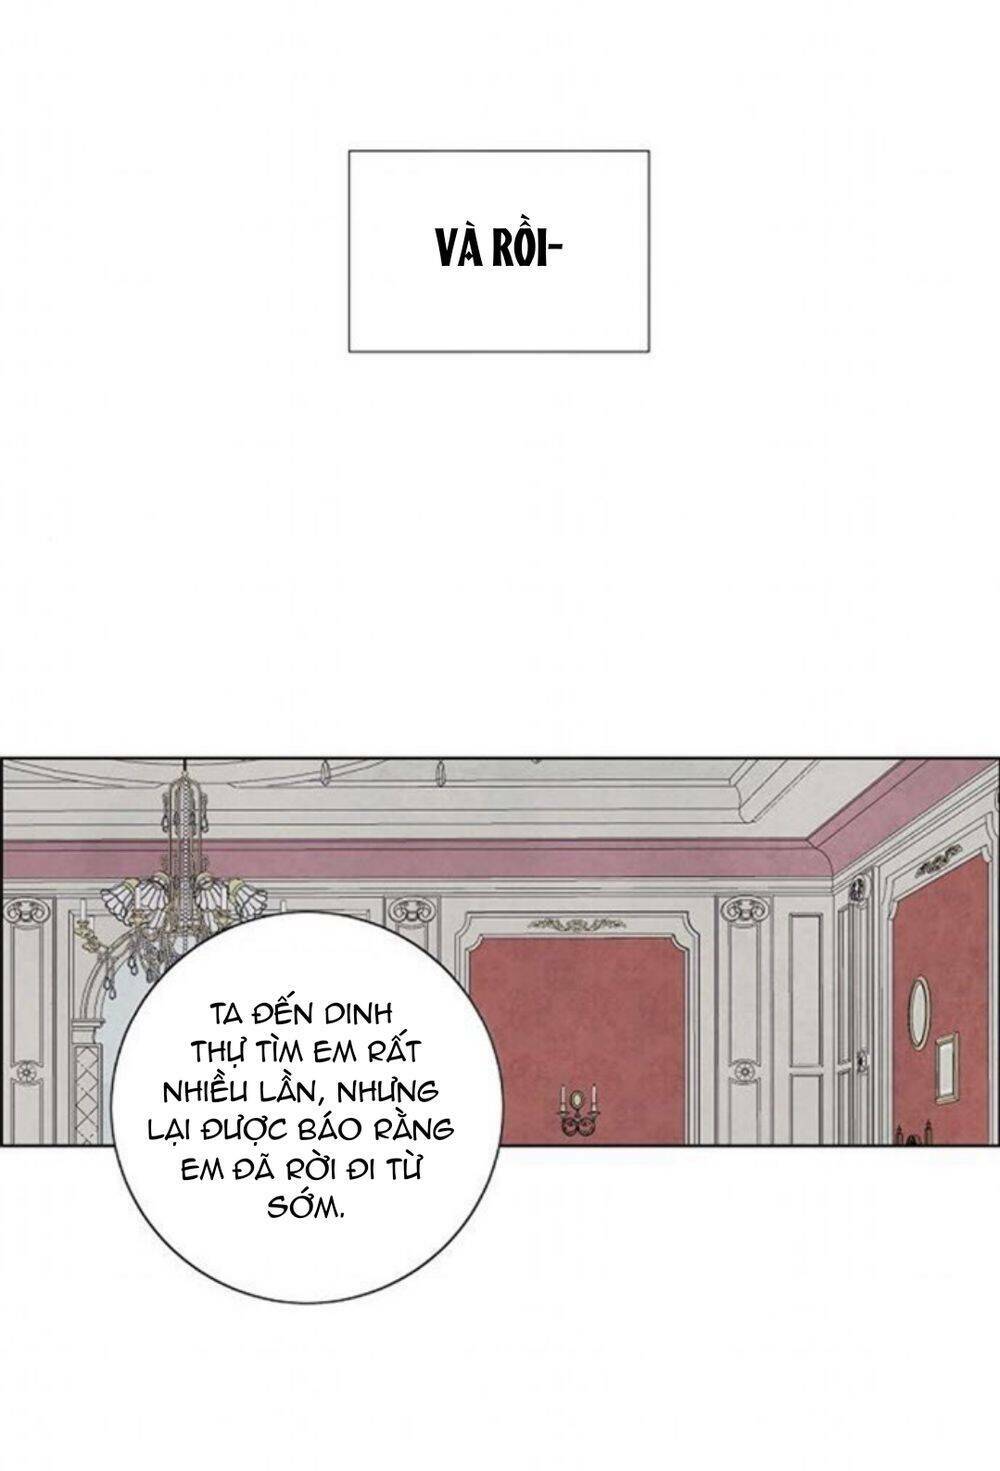 VÀ RỒI-
TA ĐẾN DINH
THỰ TÌM EM RẤT
NHIỀU LẦN, NHƯNG
LẠI ĐƯỢC BÁO RẰNG
EM ĐÃ RỜI ĐI TỪ
SỚM.